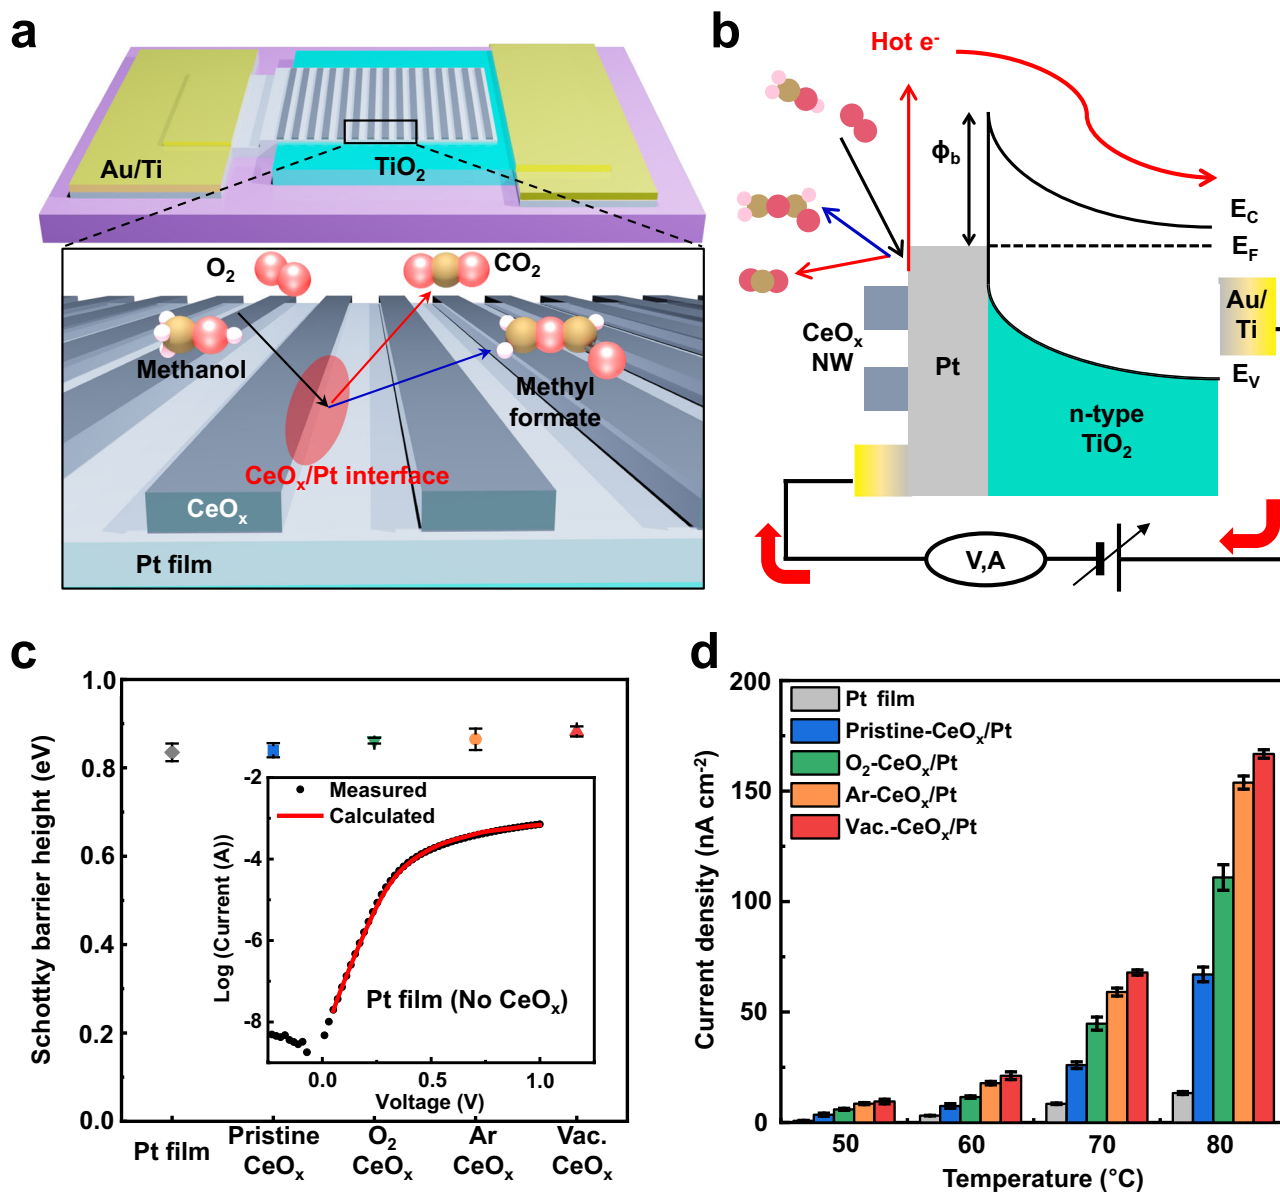 a
Au/Ti
TiO₂
O₂
CO₂
Methanol
Methyl
formate
CeOₓ/Pt interface
CeOₓ
Pt film
b
Hot e⁻
ϕb
E_C
E_F
Au/
Ti
CeOₓ
NW
Pt
E_V
n-type
TiO₂
V,A
c
Schottky barrier height (eV)
1.0
0.8
0.6
0.4
0.2
0.0
Pt film
Pristine
CeOₓ
O₂
CeOₓ
Ar
CeOₓ
Vac.
CeOₓ
Log (Current (A))
-2
-4
-6
-8
Measured
Calculated
Pt film (No CeOₓ)
0.0
0.5
1.0
Voltage (V)
d
Current density (nA cm⁻²)
200
150
100
50
0
Pt film
Pristine-CeOₓ/Pt
O₂-CeOₓ/Pt
Ar-CeOₓ/Pt
Vac.-CeOₓ/Pt
50
60
70
80
Temperature (°C)